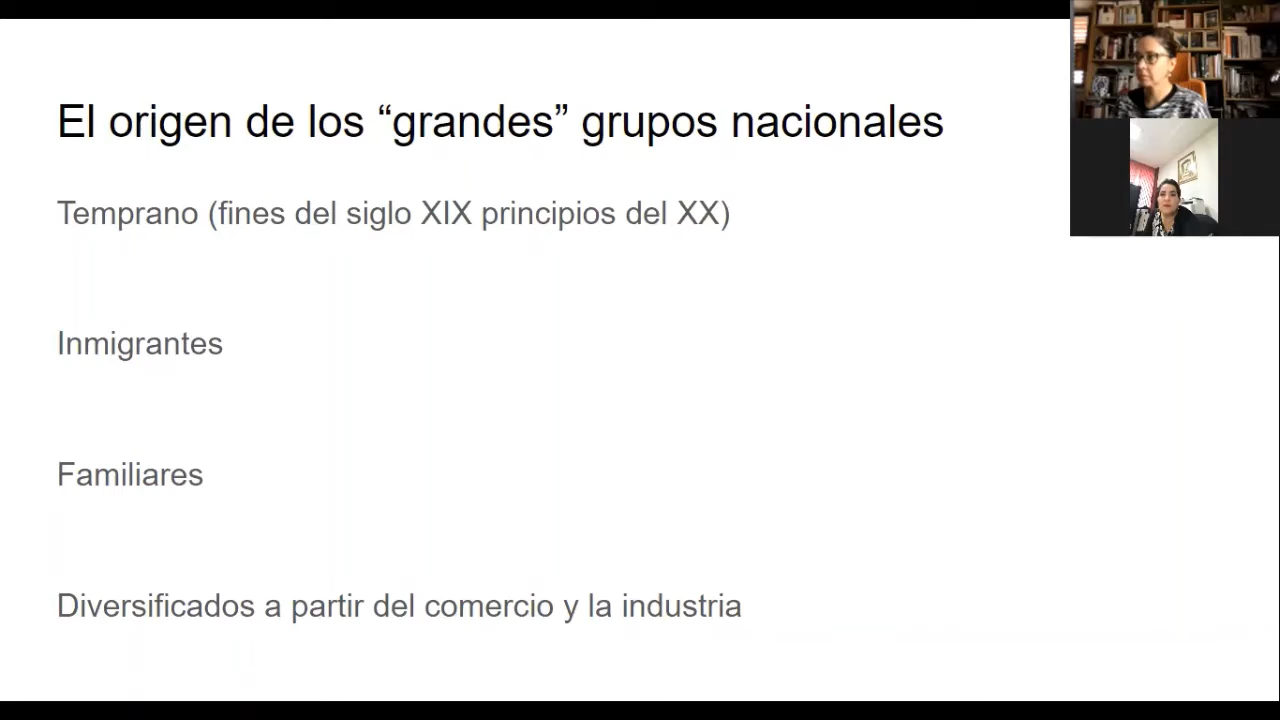 El origen de los “grandes” grupos nacionales
Temprano (fines del siglo XIX principios del XX)
Inmigrantes
Familiares
Diversificados a partir del comercio y la industria